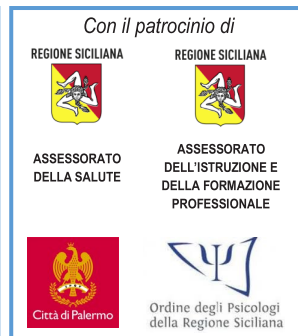 Con il patrocinio di
REGIONE SICILIANA
ASSESSORATO
DELLA SALUTE
REGIONE SICILIANA
ASSESSORATO
DELL'ISTRUZIONE E
DELLA FORMAZIONE
PROFESSIONALE
Città di Palermo
Ordine degli Psicologi
della Regione Siciliana